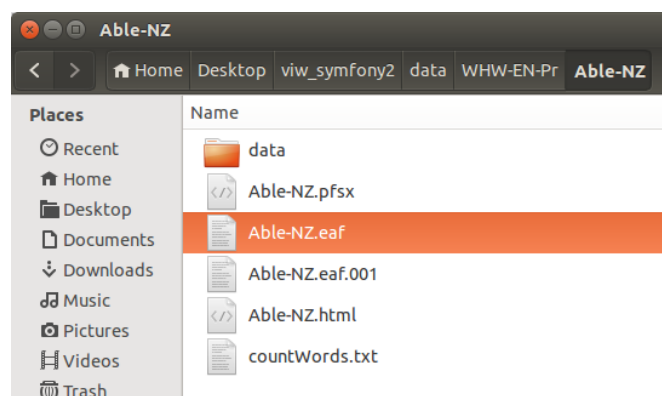 Able-NZ
Home Desktop viw_symfony2 data WHW-EN-Pr Able-NZ
Places
Recent
Home
Desktop
Documents
Downloads
Music
Pictures
Videos
Trash
Name
data
Able-NZ.pfsx
Able-NZ.eaf
Able-NZ.eaf.001
Able-NZ.html
countWords.txt